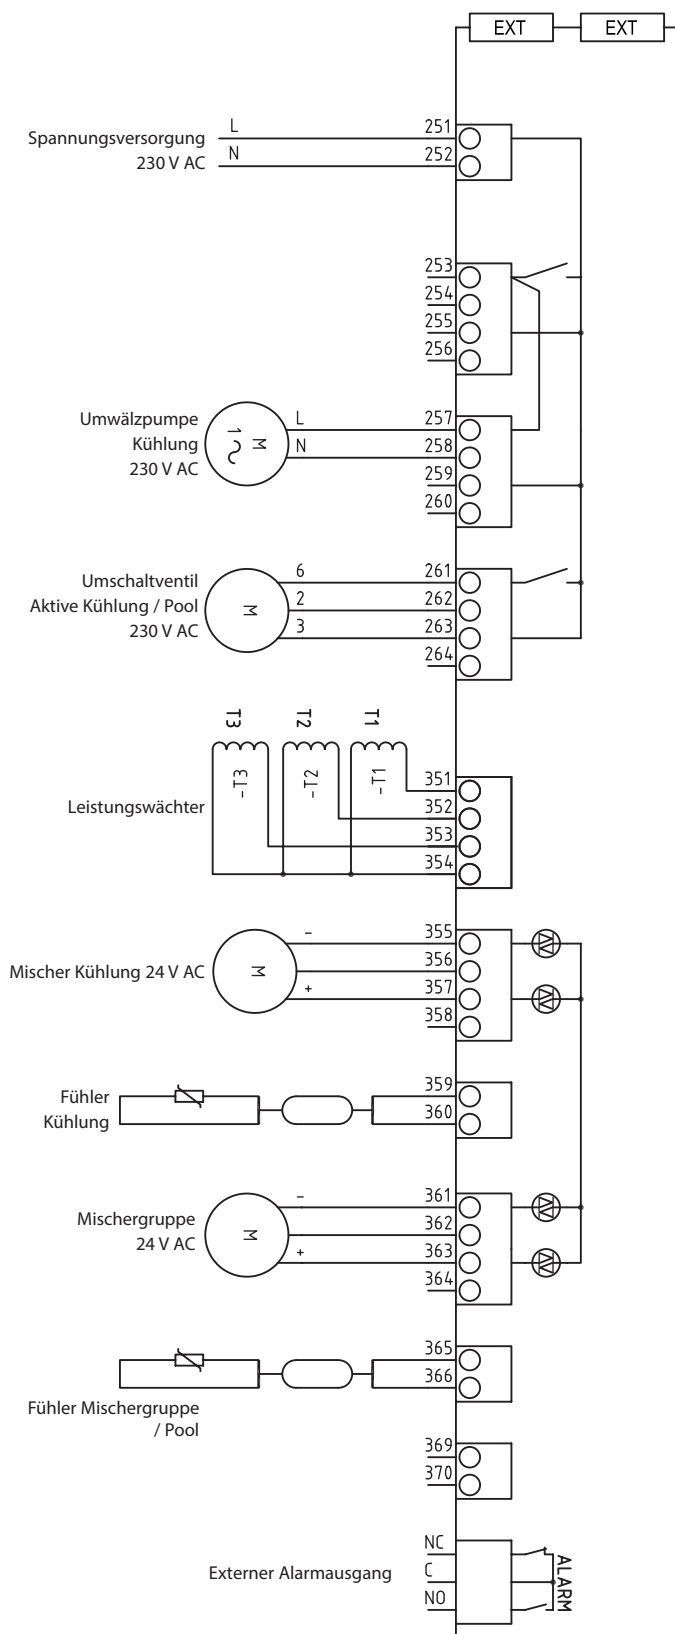 EXT EXT
Spannungsversorgung
230 V AC
L
N
251
252
253
254
255
256
Umwälzpumpe
Kühlung
230 V AC
M
1
L
N
257
258
259
260
Umschaltventil
Aktive Kühlung / Pool
230 V AC
M
6
2
3
261
262
263
264
T3 T2 T1
-T3 -T2 -T1
Leistungswächter
351
352
353
354
Mischer Kühlung 24 V AC
M
-
+
355
356
357
358
Fühler
Kühlung
359
360
Mischergruppe
24 V AC
M
-
+
361
362
363
364
365
366
Fühler Mischergruppe
/ Pool
369
370
Externer Alarmausgang
NC
C
NO
ALARM